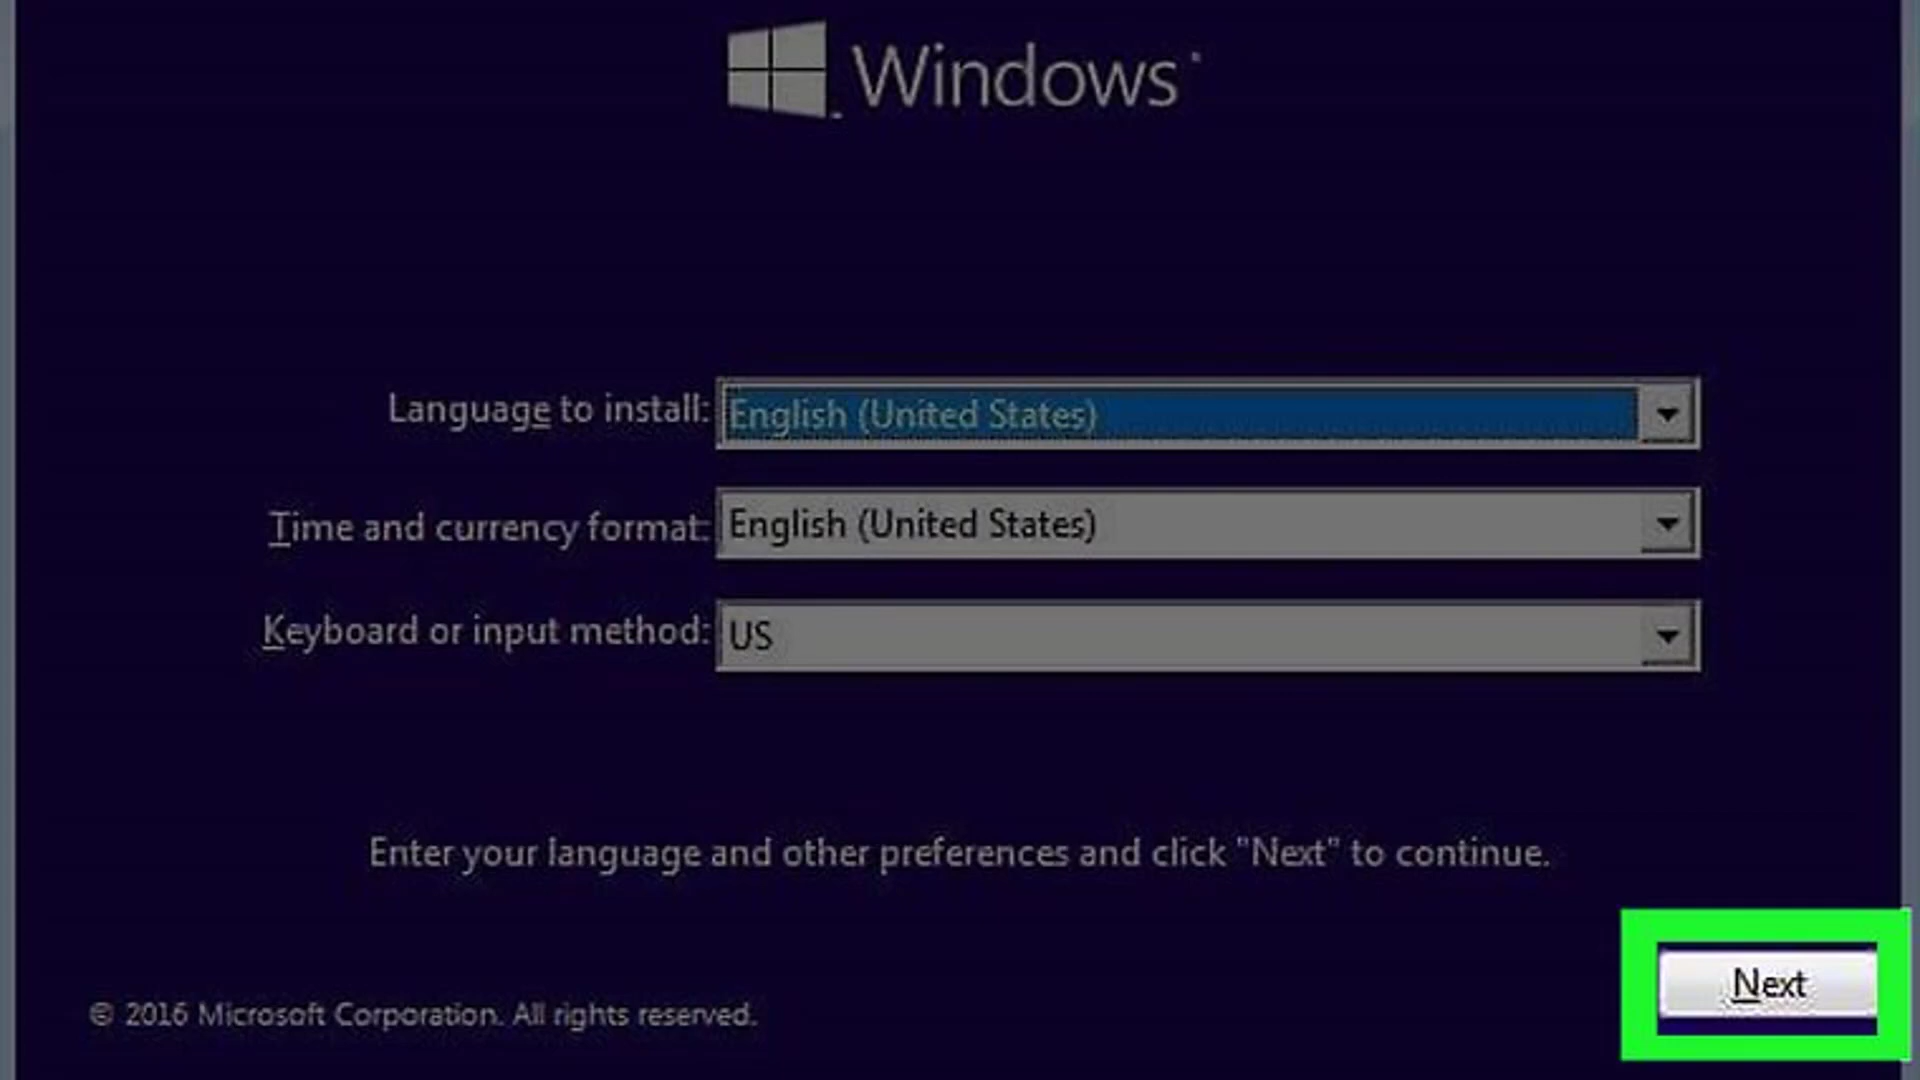 Windows
Language to install: English (United States)
Time and currency format: English (United States)
Keyboard or input method: US
Enter your language and other preferences and click "Next" to continue.
© 2016 Microsoft Corporation. All rights reserved.
Next